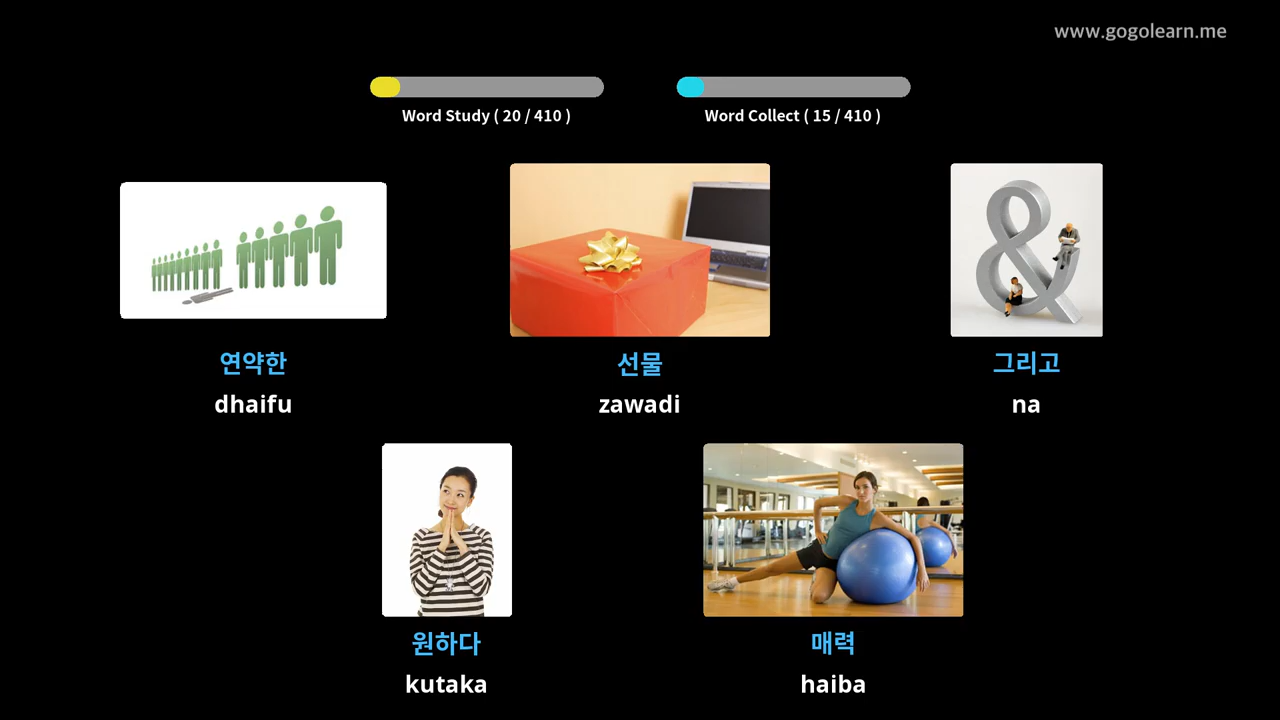 www.gogolearn.me
Word Study ( 20 / 410 )
Word Collect ( 15 / 410 )
연약한
dhaifu
선물
zawadi
그리고
na
원하다
kutaka
매력
haiba